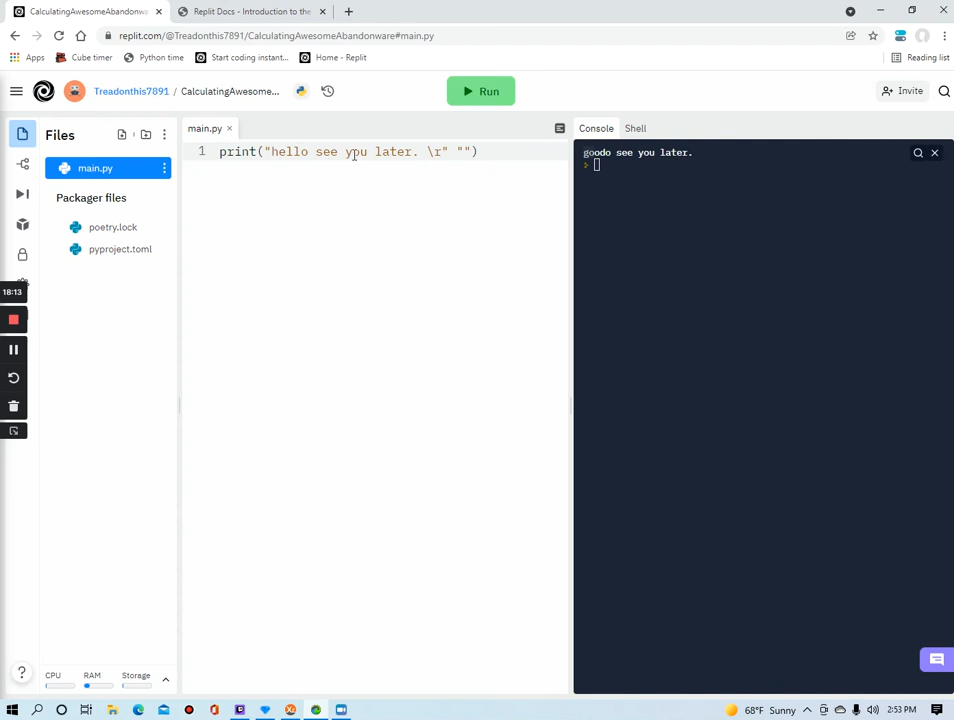 CalculatingAwesomeAbandonw
Replit Docs - Introduction to the
replit.com/@Treadonthis7891/CalculatingAwesomeAbandonware#main.py
Apps
Cube timer
Python time
Start coding instant...
Home - Replit
Reading list
Treadonthis7891 / CalculatingAwesome...
Run
Invite
Files
main.py
Console
Shell
main.py
1 print("hello see you later. \r" "")
goodo see you later.
Packager files
poetry.lock
pyproject.toml
18:13
?
CPU
RAM
Storage
68°F Sunny
2:53 PM